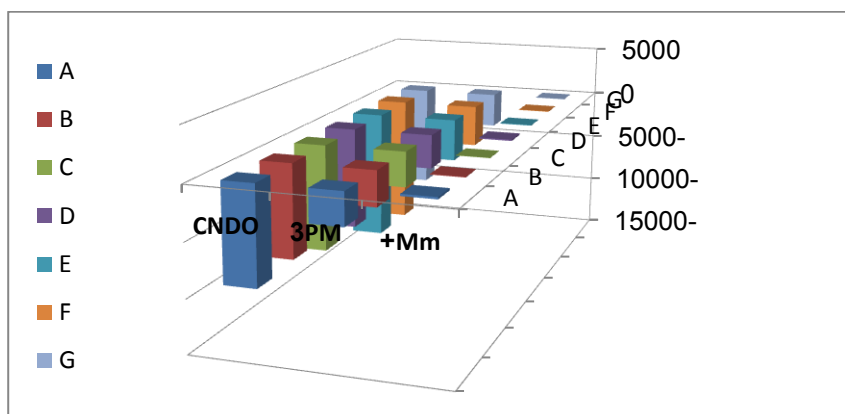 A
B
C
D
E
F
G
CNDO
3PM
+Mm
A
B
C
D
E
F
G
5000
0
5000-
10000-
15000-